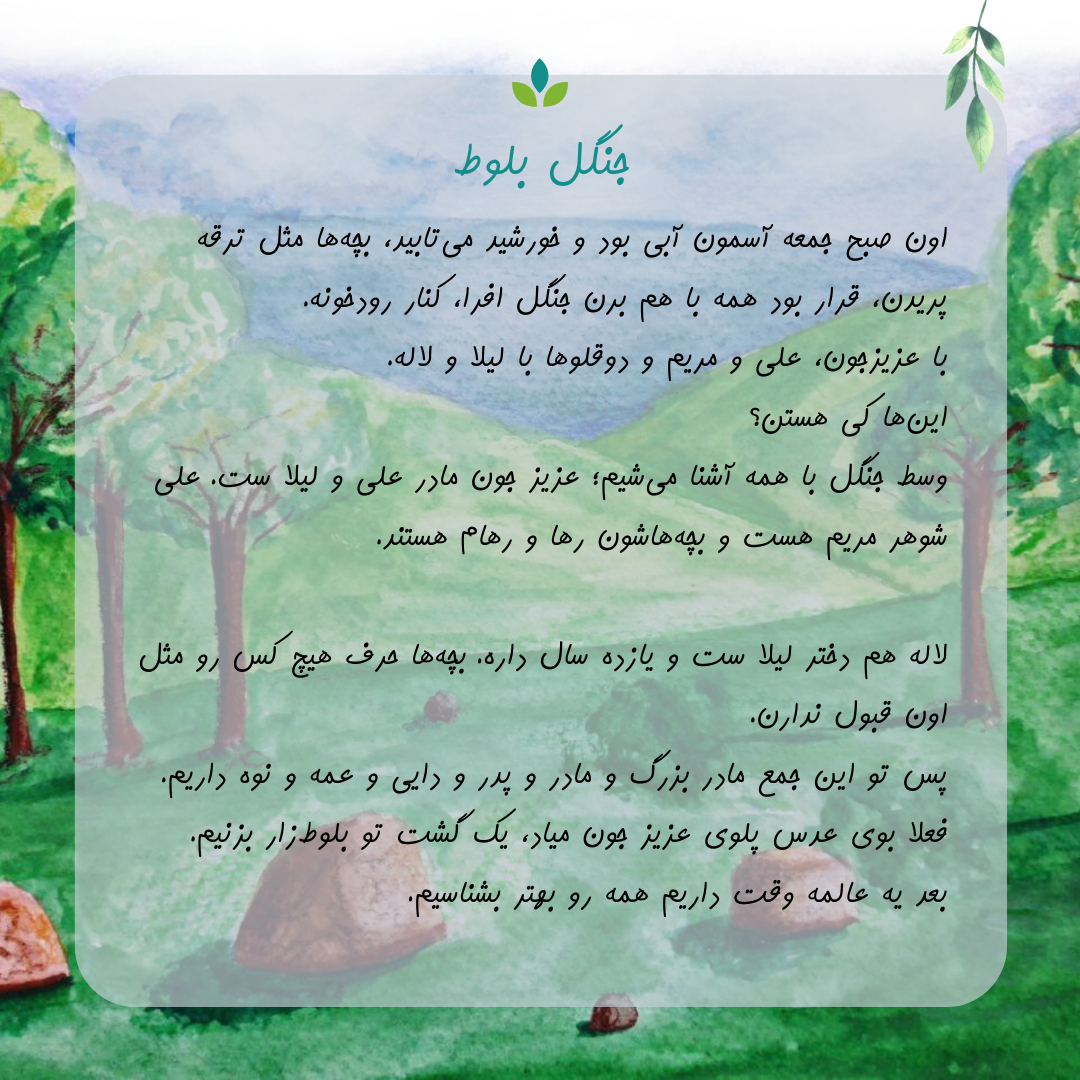 جنگل بلوط
اون صبح جمعه آسمون آبی بود و خورشید می‌تابید، بچه‌ها مثل ترقه
پریدن، قرار بود همه با هم برن جنگل افرا، کنار رودخونه.
با عزیزجون، علی و مریم و دوقلوها با لیلا و لاله.
این‌ها کی هستن؟
وسط جنگل با همه آشنا می‌شیم؛ عزیز جون مادر علی و لیلا ست. علی
شوهر مریم هست و بچه‌هاشون رها و رهام هستند.
لاله هم دختر لیلا ست و یازده سال داره. بچه‌ها حرف هیچ کس رو مثل
اون قبول ندارن.
پس تو این جمع مادر بزرگ و مادر و پدر و دایی و عمه و نوه داریم.
فعلا بوی عدس پلوی عزیز جون میاد، یک گشت تو بلوط‌زار بزنیم.
بعد یه عالمه وقت داریم همه رو بهتر بشناسیم.